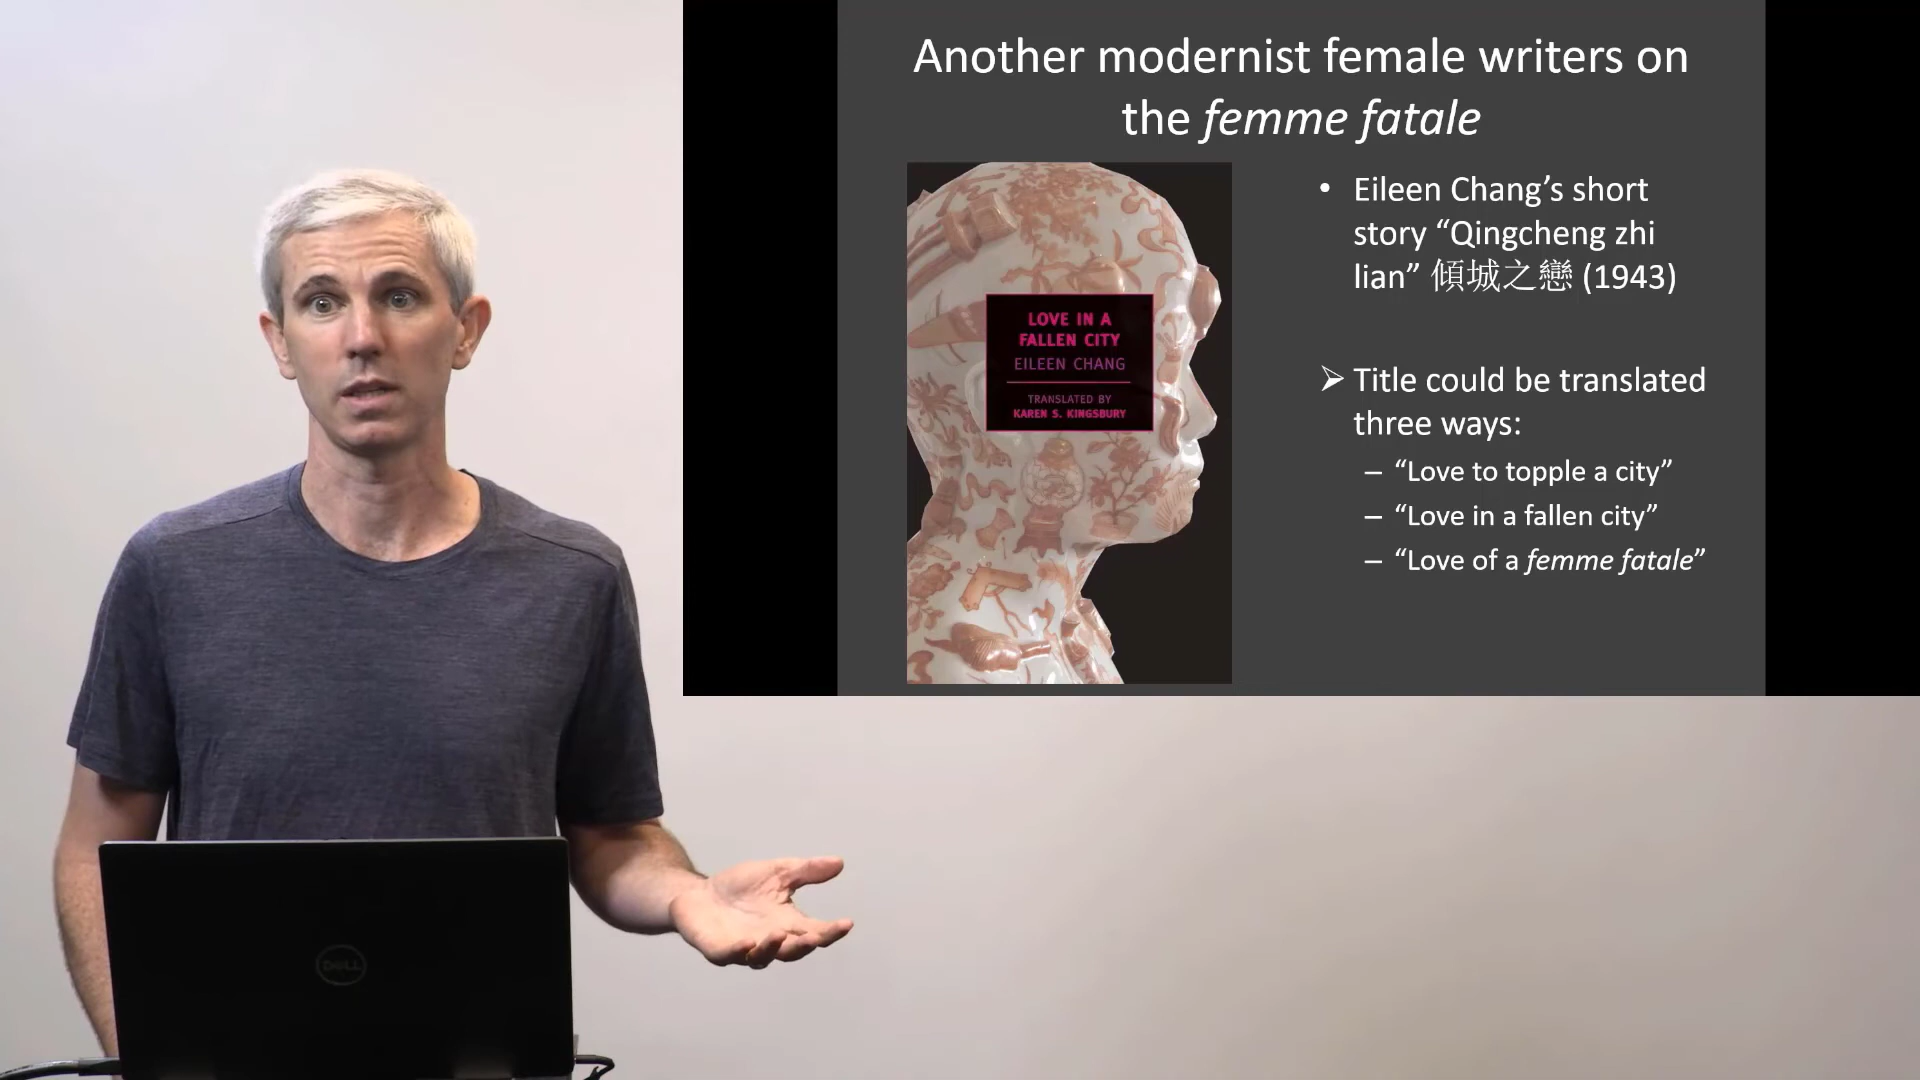 Another modernist female writers on
the femme fatale
LOVE IN A
FALLEN CITY
EILEEN CHANG
TRANSLATED BY
KAREN S. KINGSBURY
• Eileen Chang’s short
story “Qingcheng zhi
lian” 傾城之戀 (1943)
➢ Title could be translated
three ways:
– “Love to topple a city”
– “Love in a fallen city”
– “Love of a femme fatale”
DELL